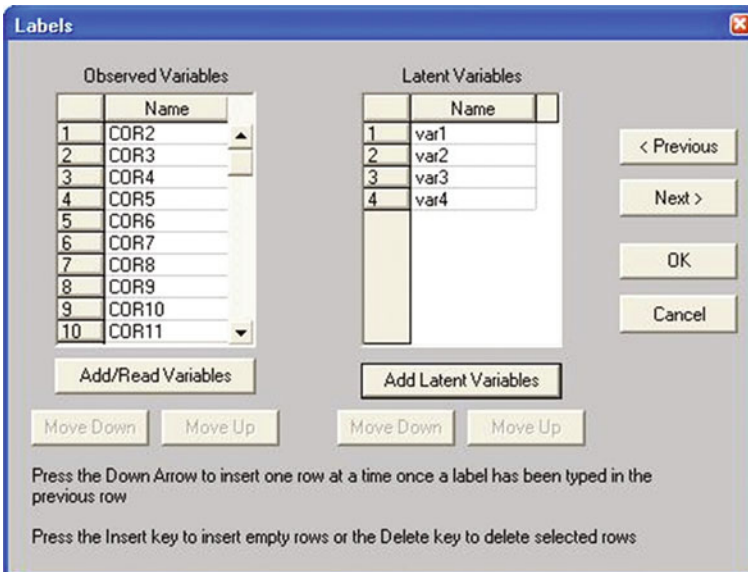 Labels
Observed Variables
Name
1 COR2
2 COR3
3 COR4
4 COR5
5 COR6
6 COR7
7 COR8
8 COR9
9 COR10
10 COR11
Add/Read Variables
Move Down Move Up
Latent Variables
Name
1 var1
2 var2
3 var3
4 var4
Add Latent Variables
Move Down Move Up
< Previous
Next >
OK
Cancel
Press the Down Arrow to insert one row at a time once a label has been typed in the
previous row
Press the Insert key to insert empty rows or the Delete key to delete selected rows